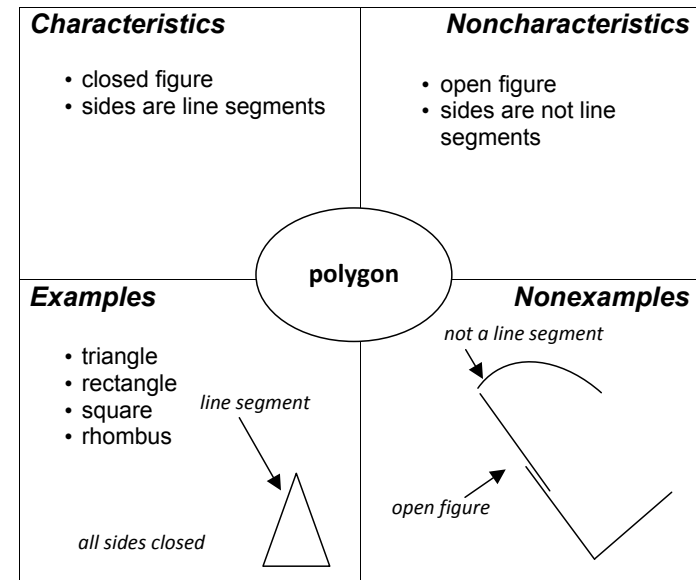 Characteristics
• closed figure
• sides are line segments
Noncharacteristics
• open figure
• sides are not line
segments
polygon
Examples
• triangle
• rectangle
• square
• rhombus
line segment
all sides closed
Nonexamples
not a line segment
open figure